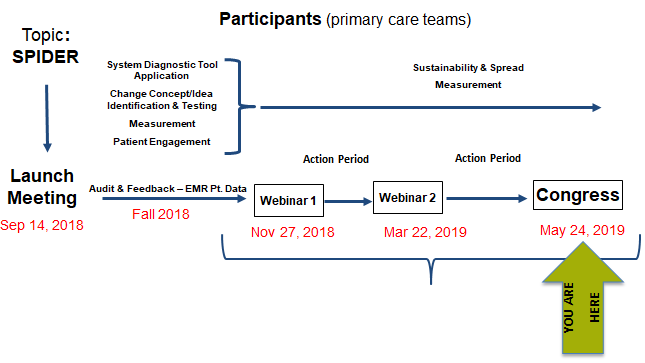 Participants (primary care teams)
Topic:
SPIDER
System Diagnostic Tool
Application
Change Concept/Idea
Identification & Testing
Measurement
Patient Engagement
Sustainability & Spread
Measurement
Action Period
Action Period
Launch
Meeting
Audit & Feedback – EMR Pt. Data
Webinar 1
Webinar 2
Congress
Sep 14, 2018
Fall 2018
Nov 27, 2018
Mar 22, 2019
May 24, 2019
YOU ARE
HERE